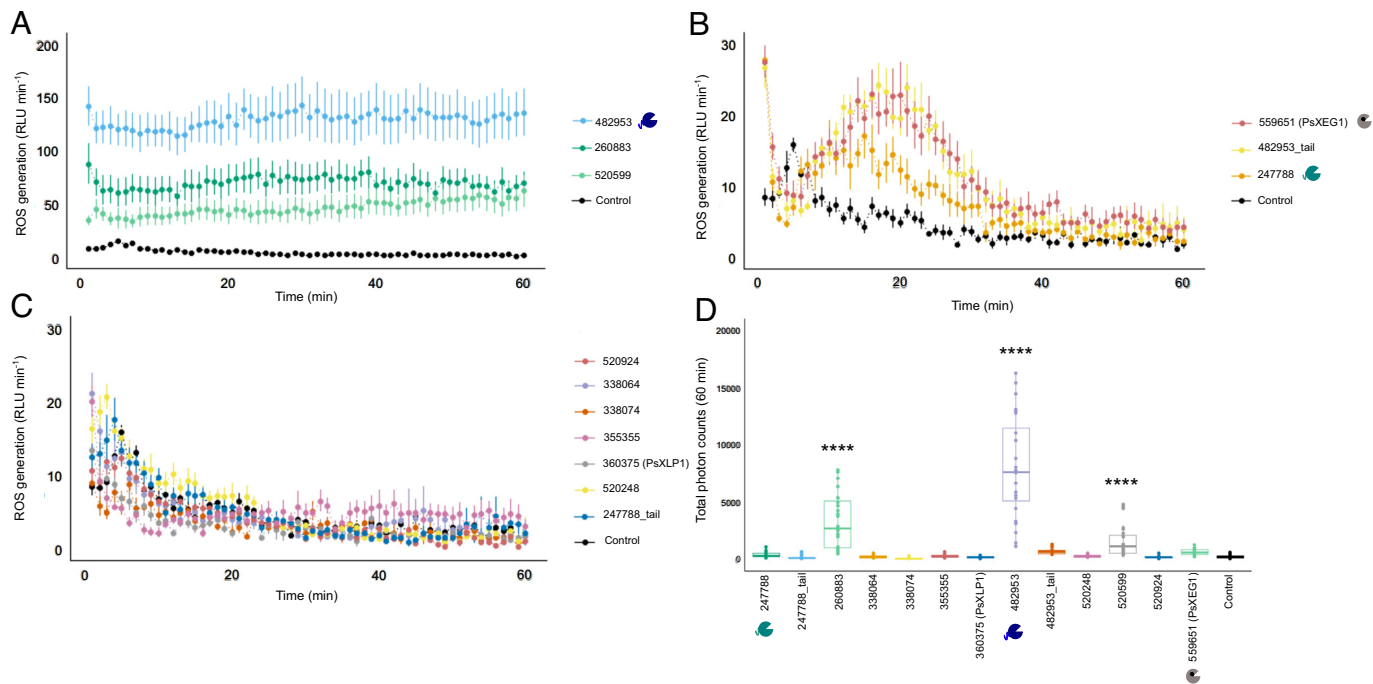 A
ROS generation (RLU min⁻¹)
200
150
100
50
0
0
20
40
60
Time (min)
482953
260883
520599
Control
B
ROS generation (RLU min⁻¹)
30
20
10
0
0
20
40
60
Time (min)
559651 (PsXEG1)
482953_tail
247788
Control
C
ROS generation (RLU min⁻¹)
30
20
10
0
0
20
40
60
Time (min)
520924
338064
338074
355355
360375 (PsXLP1)
520248
247788_tail
Control
D
Total photon counts (60 min)
20000
15000
10000
5000
0
****
****
****
247788
247788_tail
260883
338064
338074
355355
360375 (PsXLP1)
482953
482953_tail
520248
520599
520924
559651 (PsXEG1)
Control